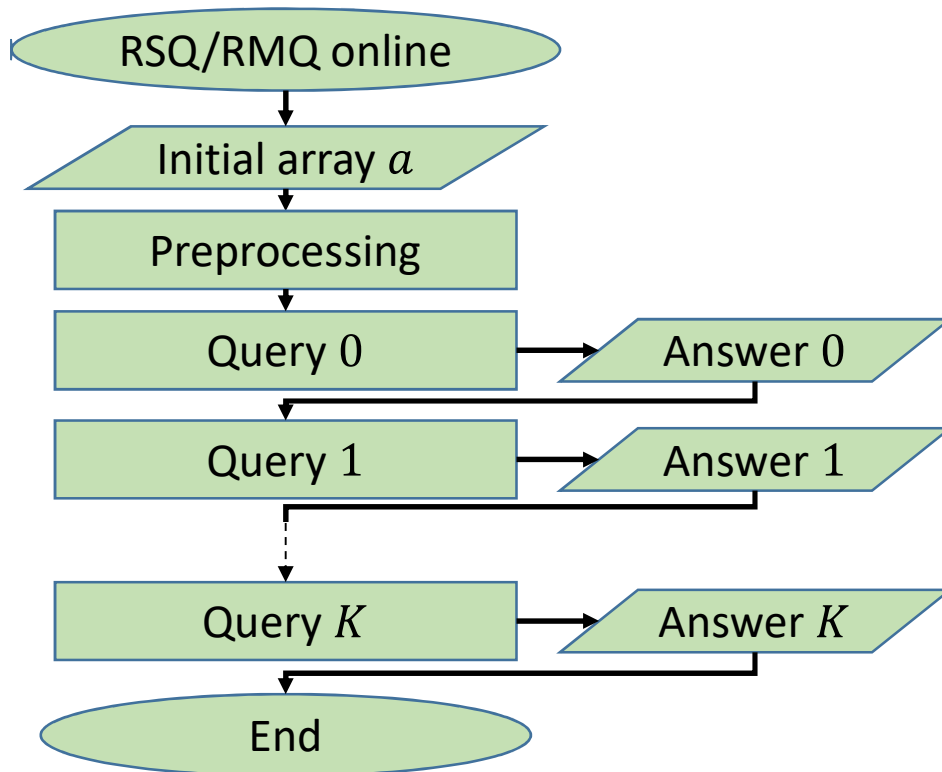 RSQ/RMQ online
Initial array a
Preprocessing
Query 0
Answer 0
Query 1
Answer 1
Query K
Answer K
End